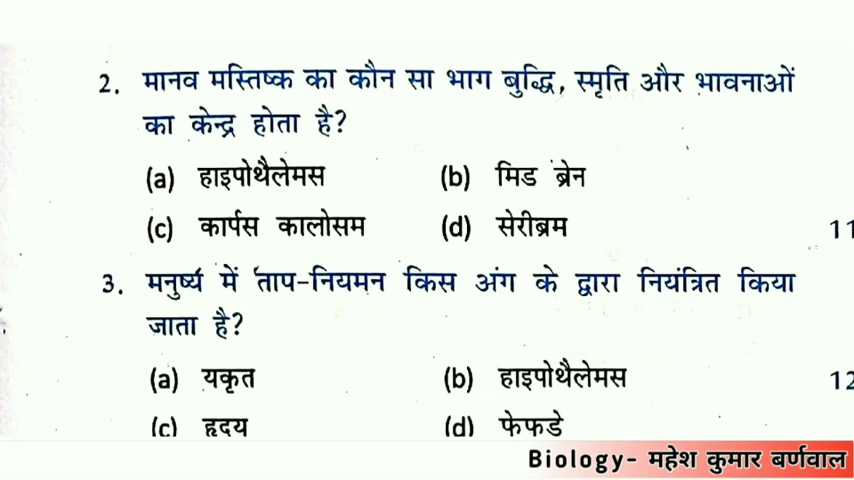 2. मानव मस्तिष्क का कौन सा भाग बुद्धि, स्मृति और भावनाओं
का केन्द्र होता है?
(a) हाइपोथैलेमस (b) मिड ब्रेन
(c) कार्पस कालोसम (d) सेरीब्रम
11
3. मनुष्य में ताप-नियमन किस अंग के द्वारा नियंत्रित किया
जाता है?
(a) यकृत (b) हाइपोथैलेमस
12
(c) हृदय (d) फेफडे
Biology- महेश कुमार बर्णवाल